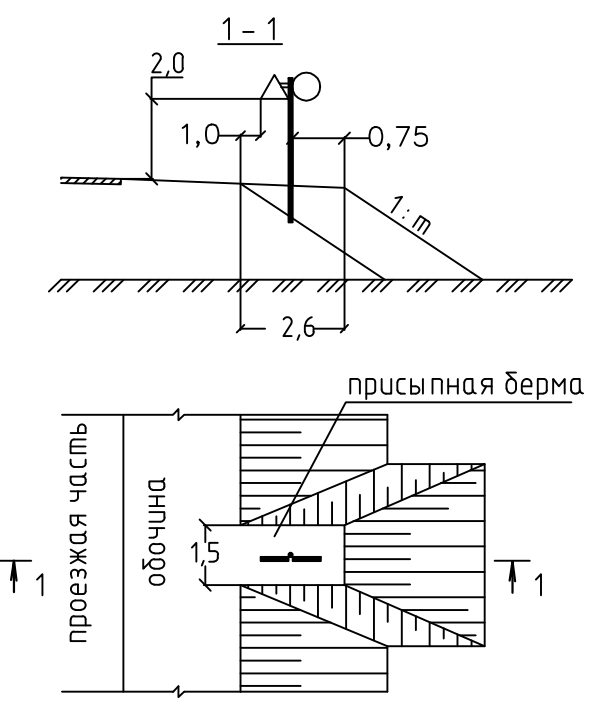 1 - 1
2,0
1,0
0,75
1:m
2,6
присыпная берма
проезжая часть
обочина
1,5
1
1